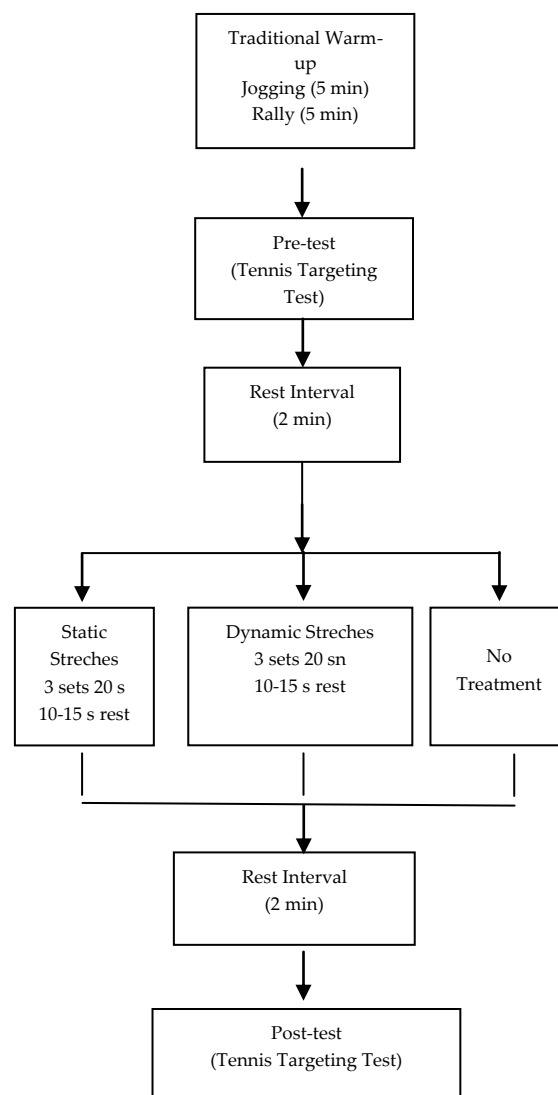 Traditional Warm-
up
Jogging (5 min)
Rally (5 min)
Pre-test
(Tennis Targeting
Test)
Rest Interval
(2 min)
Static
Streches
3 sets 20 s
10-15 s rest
Dynamic Streches
3 sets 20 sn
10-15 s rest
No
Treatment
Rest Interval
(2 min)
Post-test
(Tennis Targeting Test)